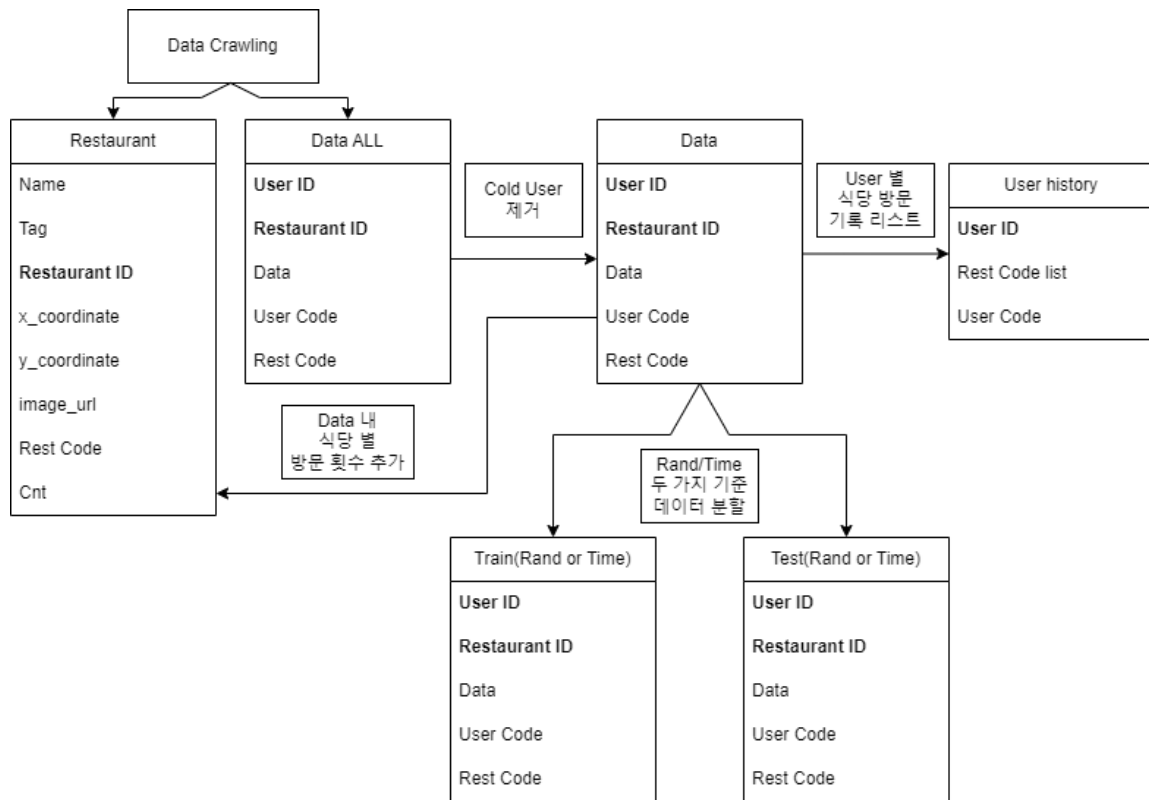 Data Crawling
Restaurant
Name
Tag
Restaurant ID
x_coordinate
y_coordinate
image_url
Rest Code
Cnt
Data ALL
User ID
Restaurant ID
Data
User Code
Rest Code
Cold User
제거
Data
User ID
Restaurant ID
Data
User Code
Rest Code
User 별
식당 방문
기록 리스트
User history
User ID
Rest Code list
User Code
Data 내
식당 별
방문 횟수 추가
Rand/Time
두 가지 기준
데이터 분할
Train(Rand or Time)
User ID
Restaurant ID
Data
User Code
Rest Code
Test(Rand or Time)
User ID
Restaurant ID
Data
User Code
Rest Code